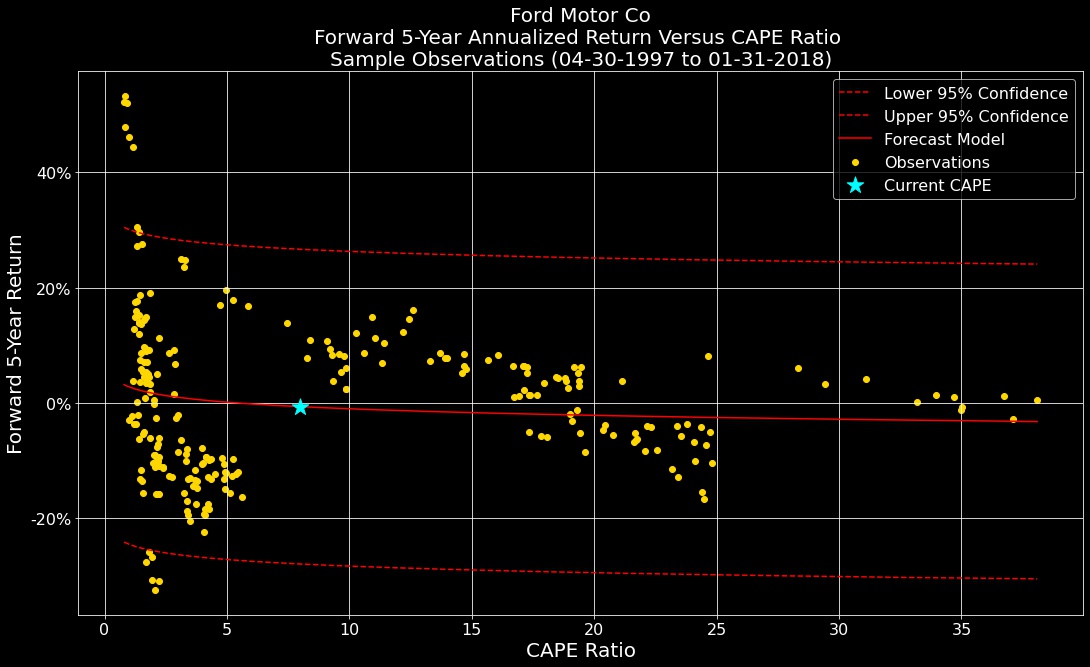 Ford Motor Co
Forward 5-Year Annualized Return Versus CAPE Ratio
Sample Observations (04-30-1997 to 01-31-2018)
Lower 95% Confidence
Upper 95% Confidence
Forecast Model
Observations
Current CAPE
Forward 5-Year Return
40%
20%
0%
-20%
0 5 10 15 20 25 30 35
CAPE Ratio